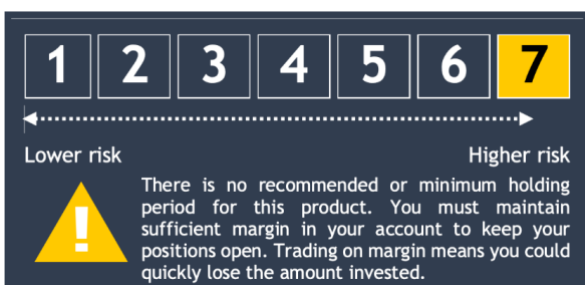 1 2 3 4 5 6 7
Lower risk Higher risk
!
There is no recommended or minimum holding
period for this product. You must maintain
sufficient margin in your account to keep your
positions open. Trading on margin means you could
quickly lose the amount invested.